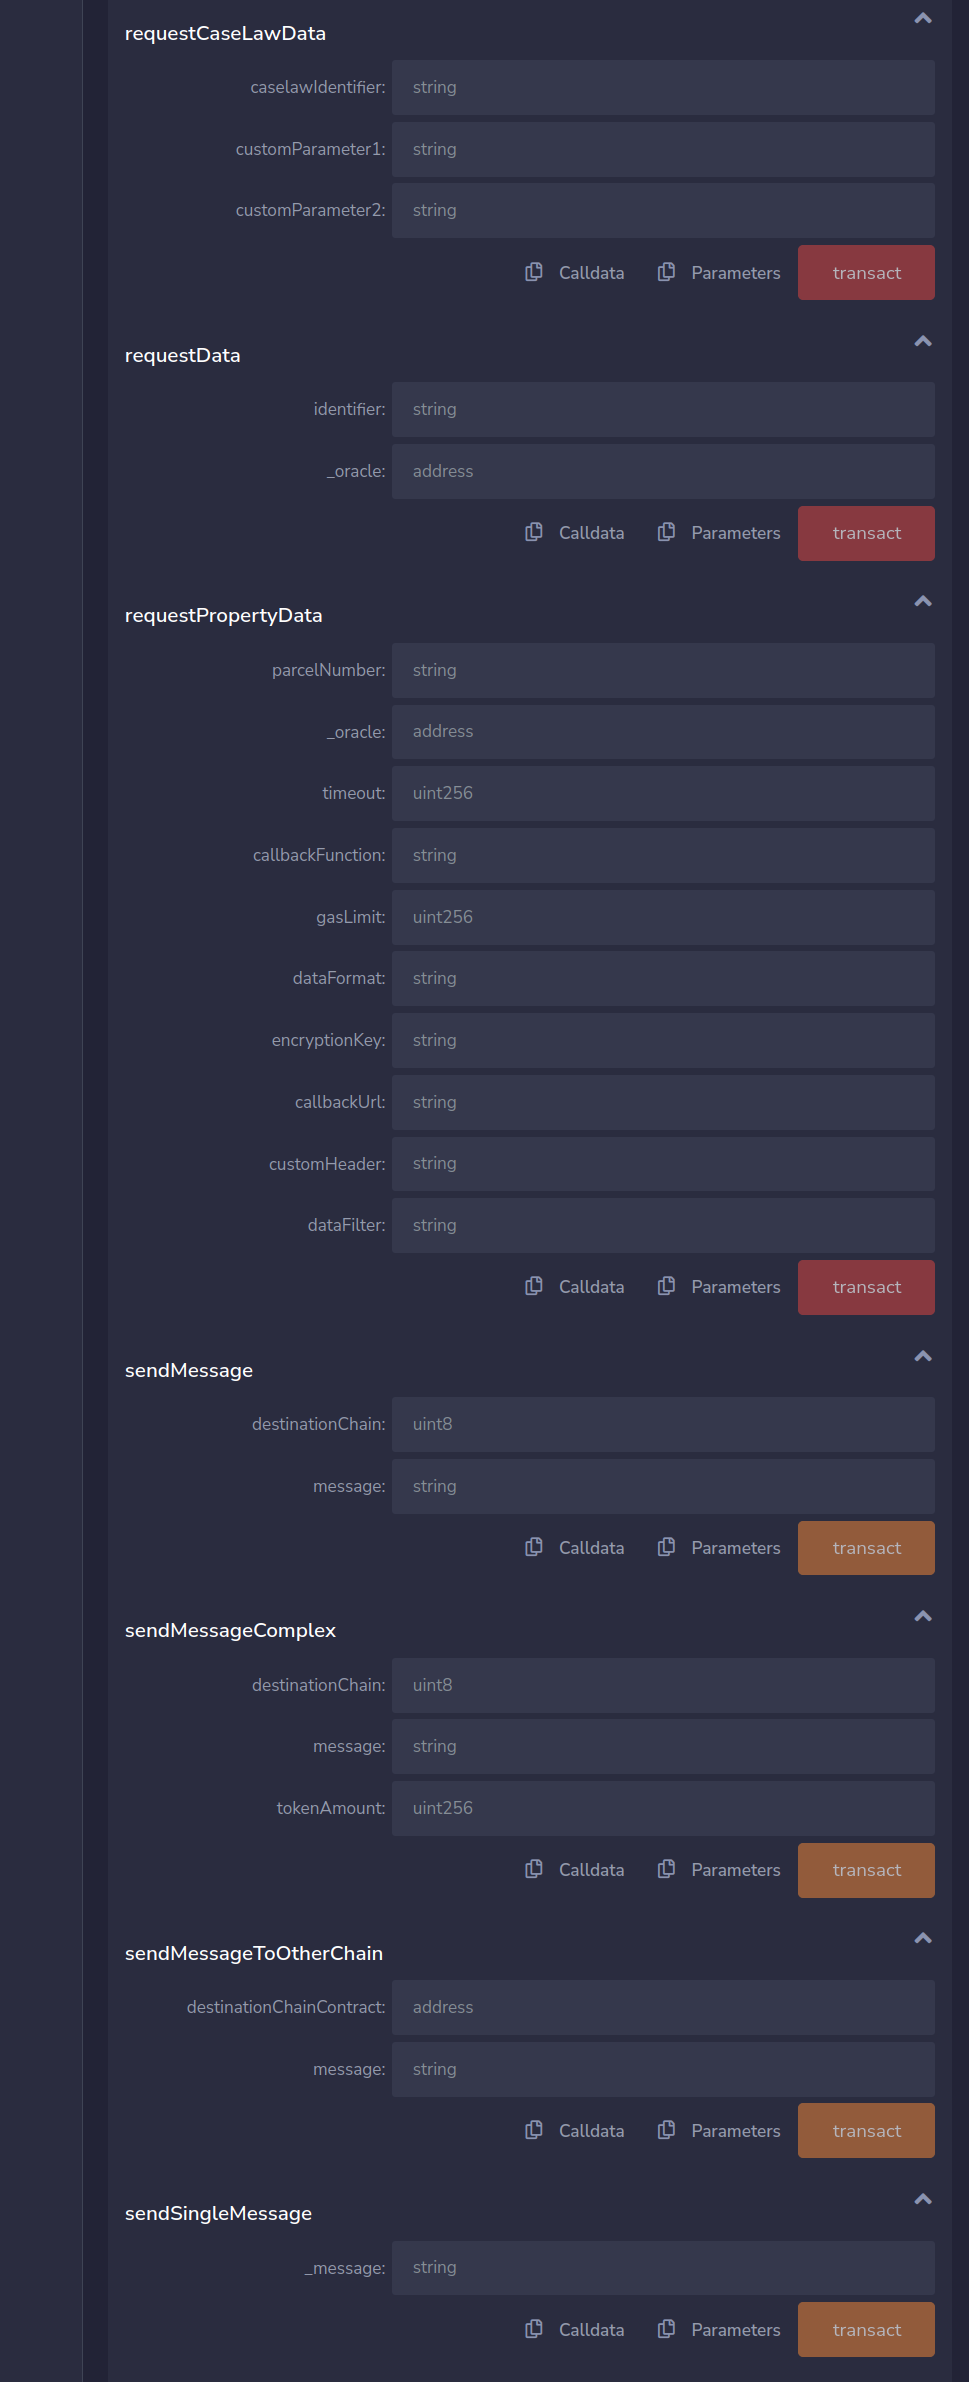 requestCaseLawData
caselawIdentifier: string
customParameter1: string
customParameter2: string
Calldata Parameters transact
requestData
identifier: string
_oracle: address
Calldata Parameters transact
requestPropertyData
parcelNumber: string
_oracle: address
timeout: uint256
callbackFunction: string
gasLimit: uint256
dataFormat: string
encryptionKey: string
callbackUrl: string
customHeader: string
dataFilter: string
Calldata Parameters transact
sendMessage
destinationChain: uint8
message: string
Calldata Parameters transact
sendMessageComplex
destinationChain: uint8
message: string
tokenAmount: uint256
Calldata Parameters transact
sendMessageToOtherChain
destinationChainContract: address
message: string
Calldata Parameters transact
sendSingleMessage
_message: string
Calldata Parameters transact